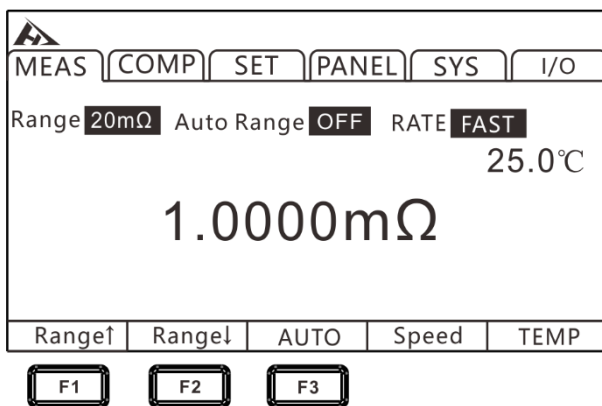 MEAS COMP SET PANEL SYS I/O
Range 20mΩ Auto Range OFF RATE FAST
25.0℃
1.0000mΩ
Range↑ Range↓ AUTO Speed TEMP
F1 F2 F3